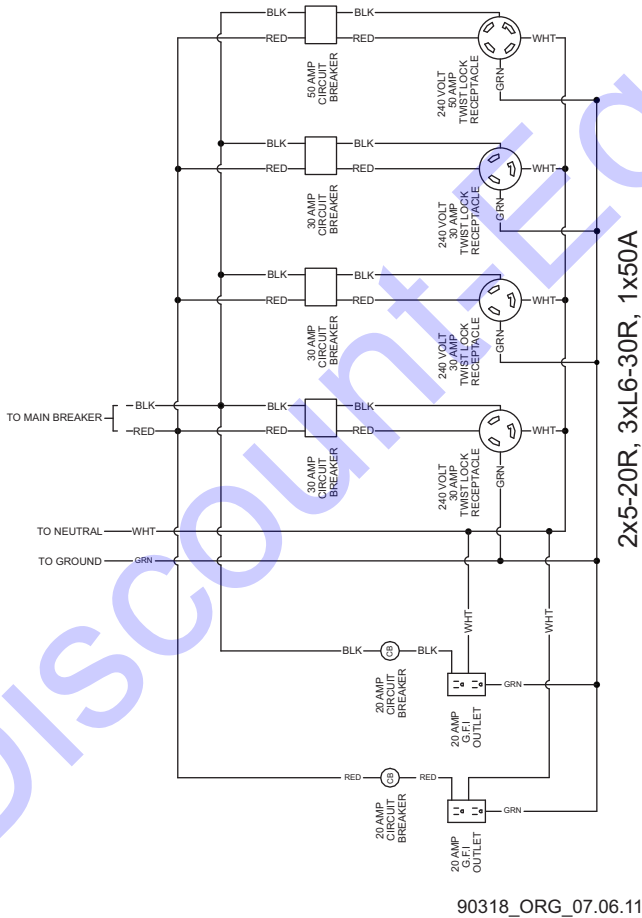 BLK
BLK
RED
RED
WHT
GRN
50 AMP
CIRCUIT
BREAKER
240 VOLT
50 AMP
TWIST LOCK
RECEPTACLE
BLK
BLK
RED
RED
WHT
GRN
30 AMP
CIRCUIT
BREAKER
240 VOLT
30 AMP
TWIST LOCK
RECEPTACLE
BLK
BLK
RED
RED
WHT
GRN
30 AMP
CIRCUIT
BREAKER
240 VOLT
30 AMP
TWIST LOCK
RECEPTACLE
TO MAIN BREAKER
BLK
RED
BLK
BLK
RED
RED
WHT
GRN
30 AMP
CIRCUIT
BREAKER
240 VOLT
30 AMP
TWIST LOCK
RECEPTACLE
TO NEUTRAL
WHT
TO GROUND
GRN
WHT
WHT
BLK
CB
BLK
20 AMP
CIRCUIT
BREAKER
20 AMP
G.F.I
OUTLET
GRN
RED
CB
RED
20 AMP
CIRCUIT
BREAKER
20 AMP
G.F.I
OUTLET
GRN
2x5-20R, 3xL6-30R, 1x50A
90318_ORG_07.06.11
Discount-Eq